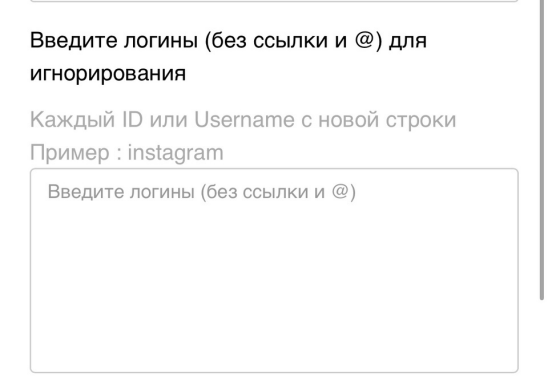 Введите логины (без ссылки и @) для
игнорирования
Каждый ID или Username с новой строки
Пример : instagram
Введите логины (без ссылки и @)